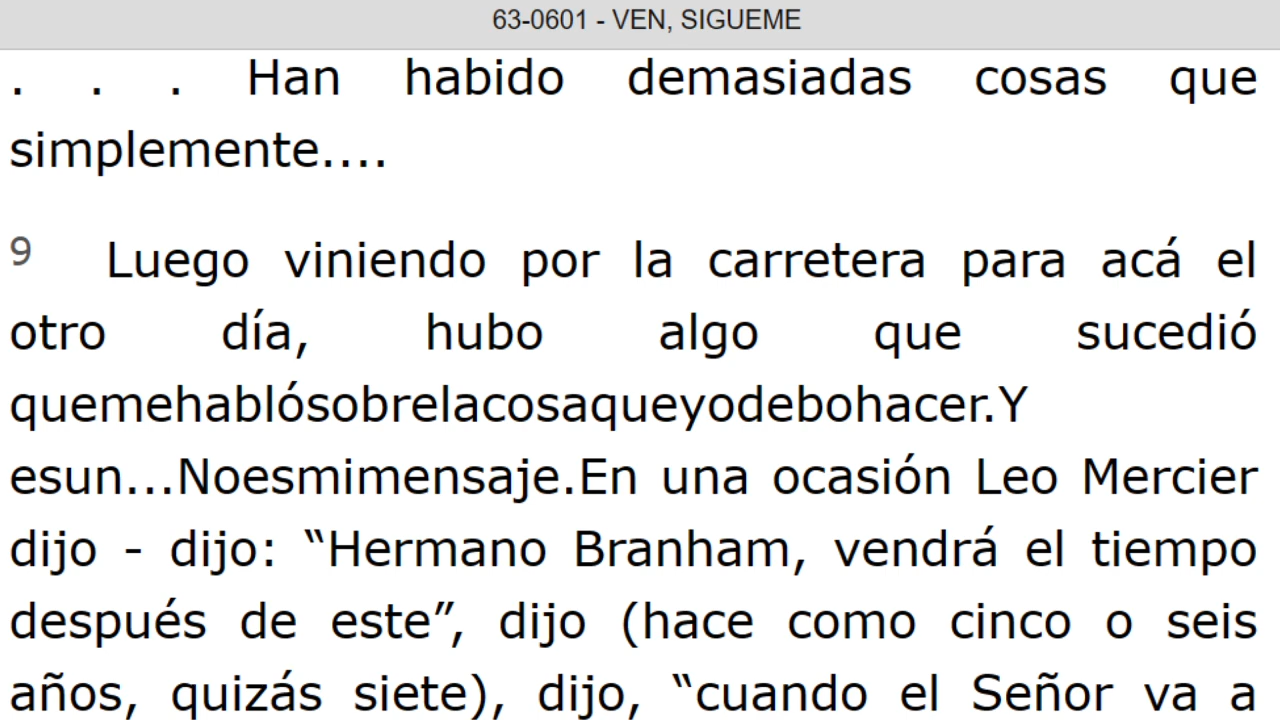 63-0601 - VEN, SIGUEME
. . . Han habido demasiadas cosas que
simplemente....
9 Luego viniendo por la carretera para acá el
otro día, hubo algo que sucedió
quemehablósobrelacosaqueyodebohacer.Y
esun...Noesmimensaje.En una ocasión Leo Mercier
dijo - dijo: “Hermano Branham, vendrá el tiempo
después de este”, dijo (hace como cinco o seis
años, quizás siete), dijo, “cuando el Señor va a